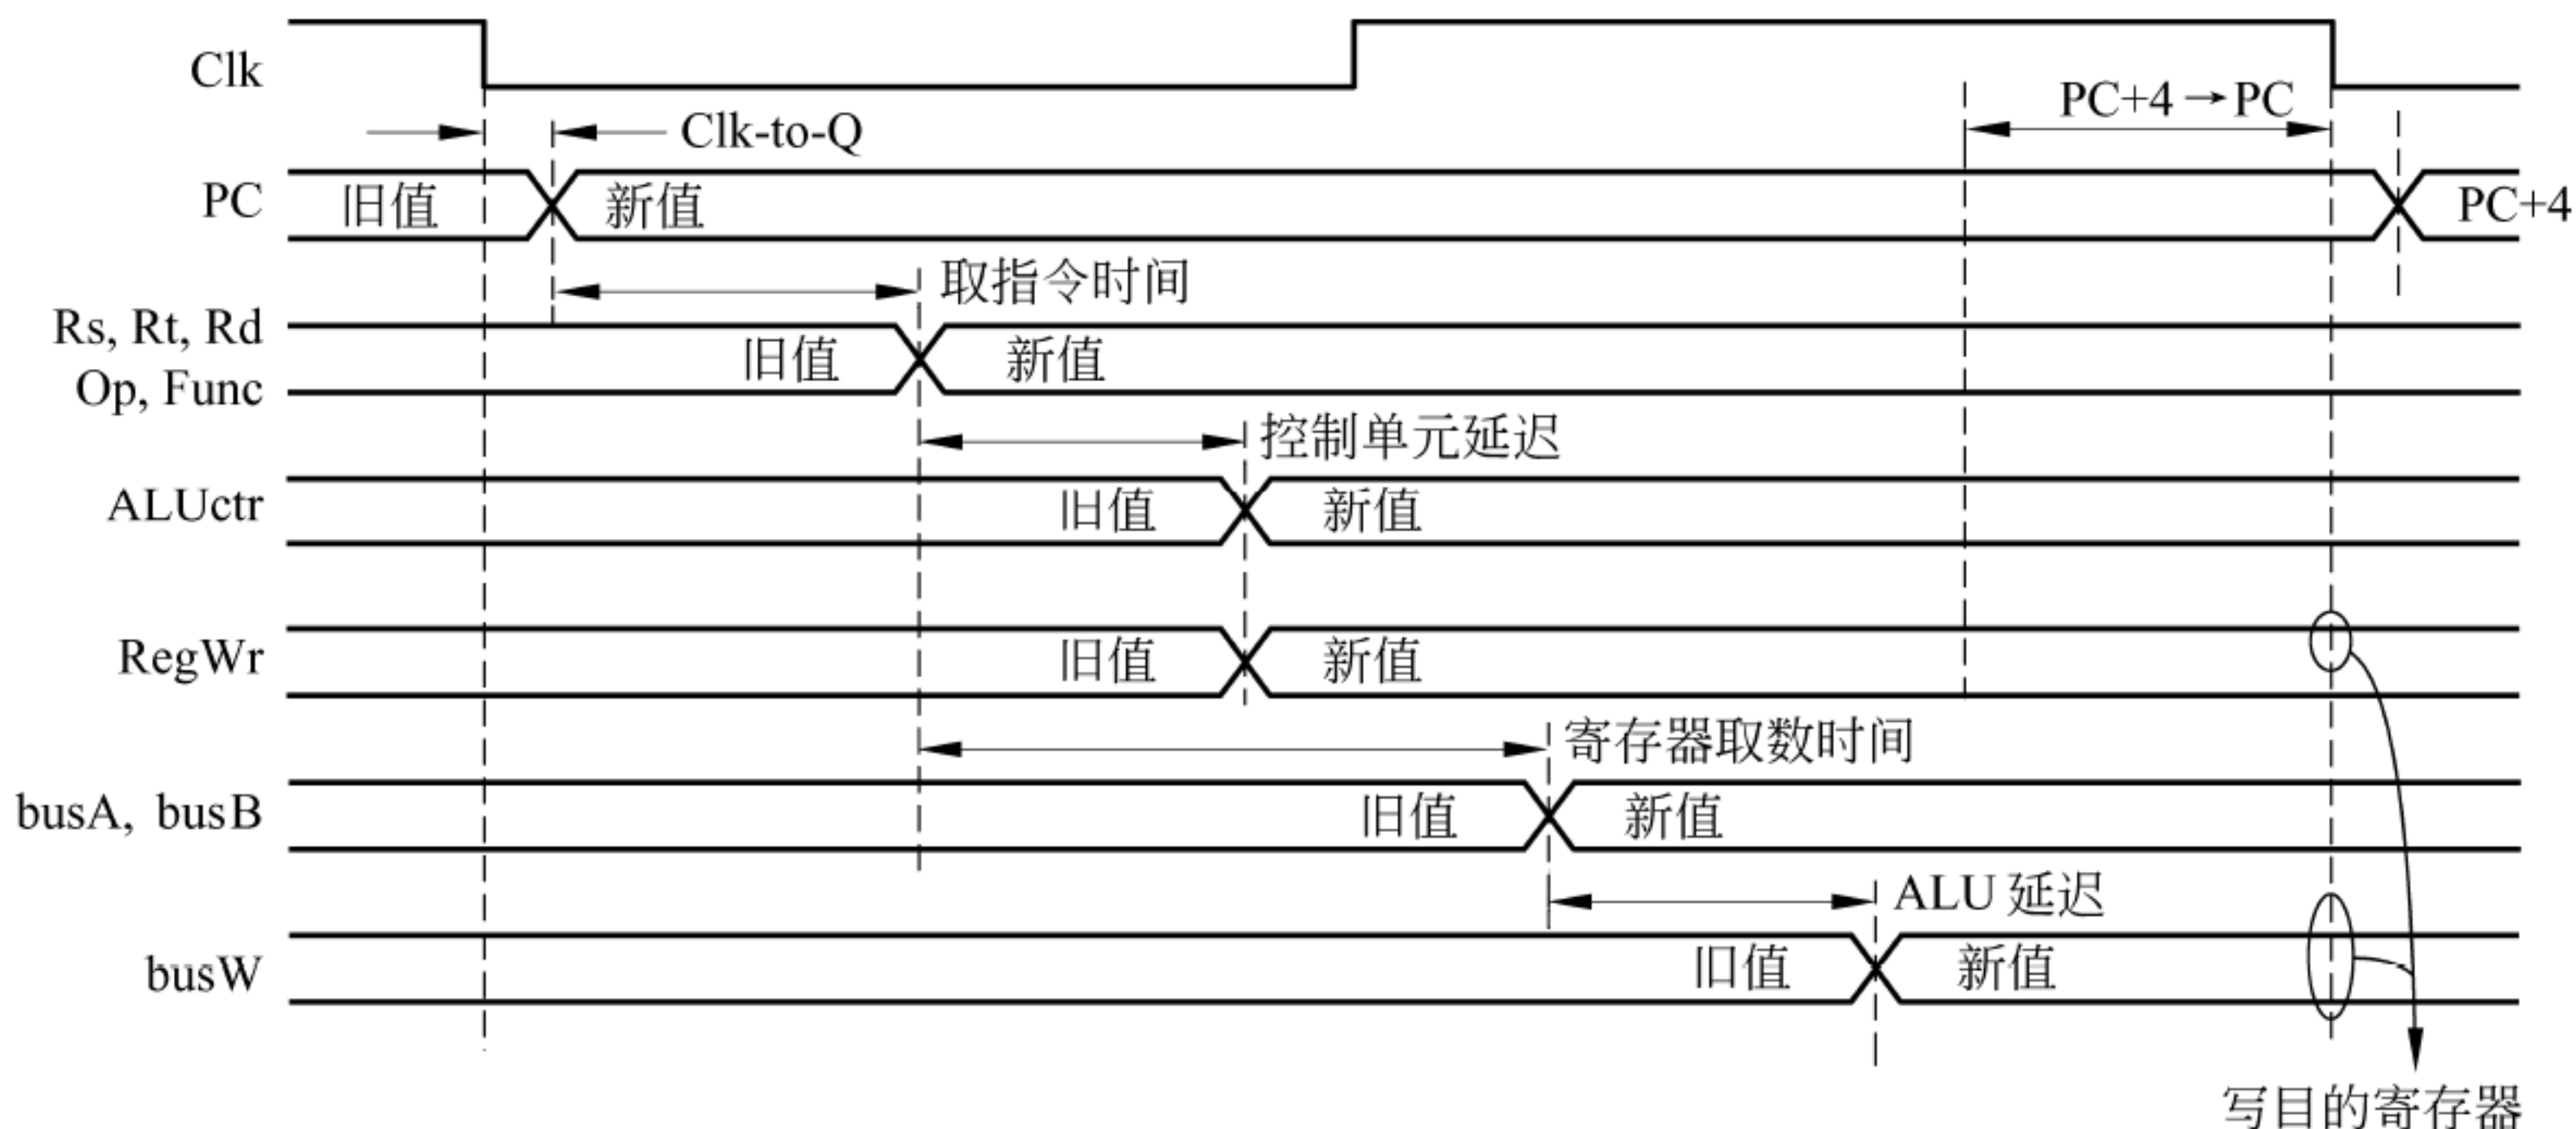 Clk
PC+4→PC
Clk-to-Q
PC 旧值 新值 PC+4
取指令时间
Rs, Rt, Rd
旧值 新值
Op, Func
控制单元延迟
ALUctr 旧值 新值
RegWr 旧值 新值
寄存器取数时间
busA, busB 旧值 新值
ALU 延迟
busW 旧值 新值
写目的寄存器